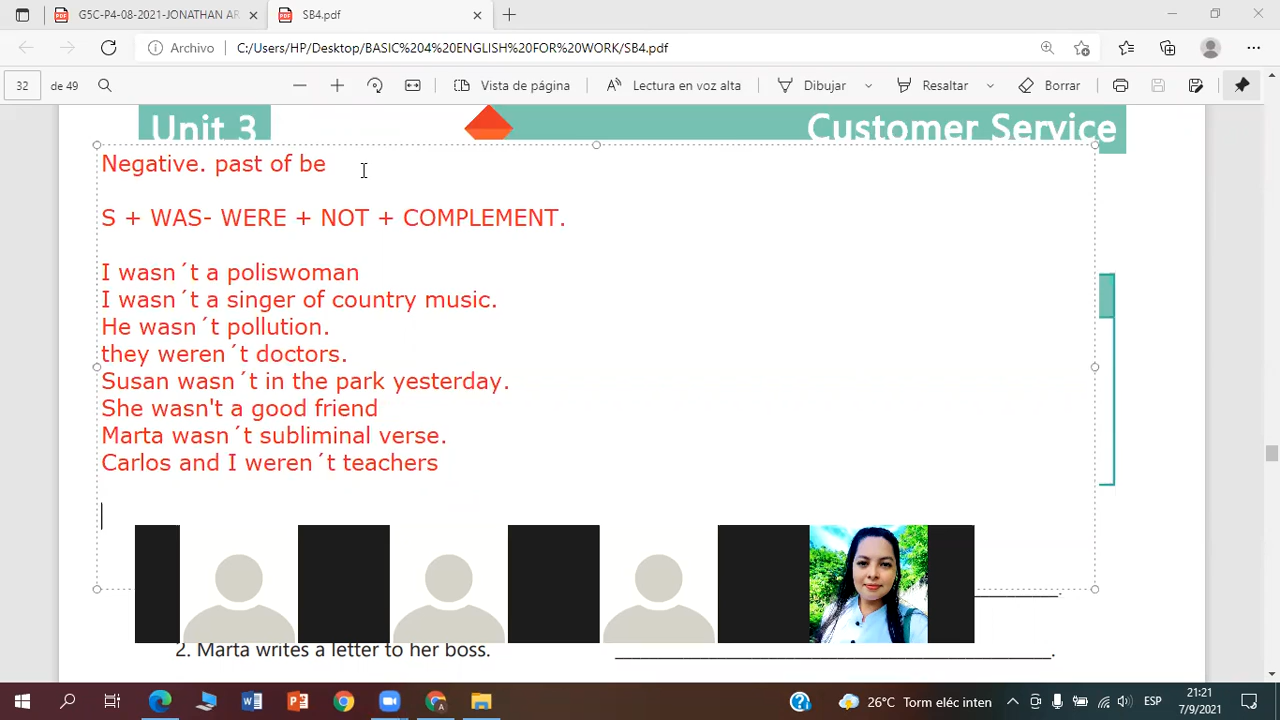 G5C-P4-08-2021-JONATHAN AR
SB4.pdf
Archivo
C:/Users/HP/Desktop/BASIC%204%20ENGLISH%20FOR%20WORK/SB4.pdf
32
de 49
Vista de página
Lectura en voz alta
Dibujar
Resaltar
Borrar
Unit 3
Customer Service
Negative. past of be
S + WAS- WERE + NOT + COMPLEMENT.
I wasn´t a poliswoman
I wasn´t a singer of country music.
He wasn´t pollution.
they weren´t doctors.
Susan wasn´t in the park yesterday.
She wasn't a good friend
Marta wasn´t subliminal verse.
Carlos and I weren´t teachers
2. Marta writes a letter to her boss. ________________________________________.
26°C Torm eléc inten
ESP
21:21
7/9/2021